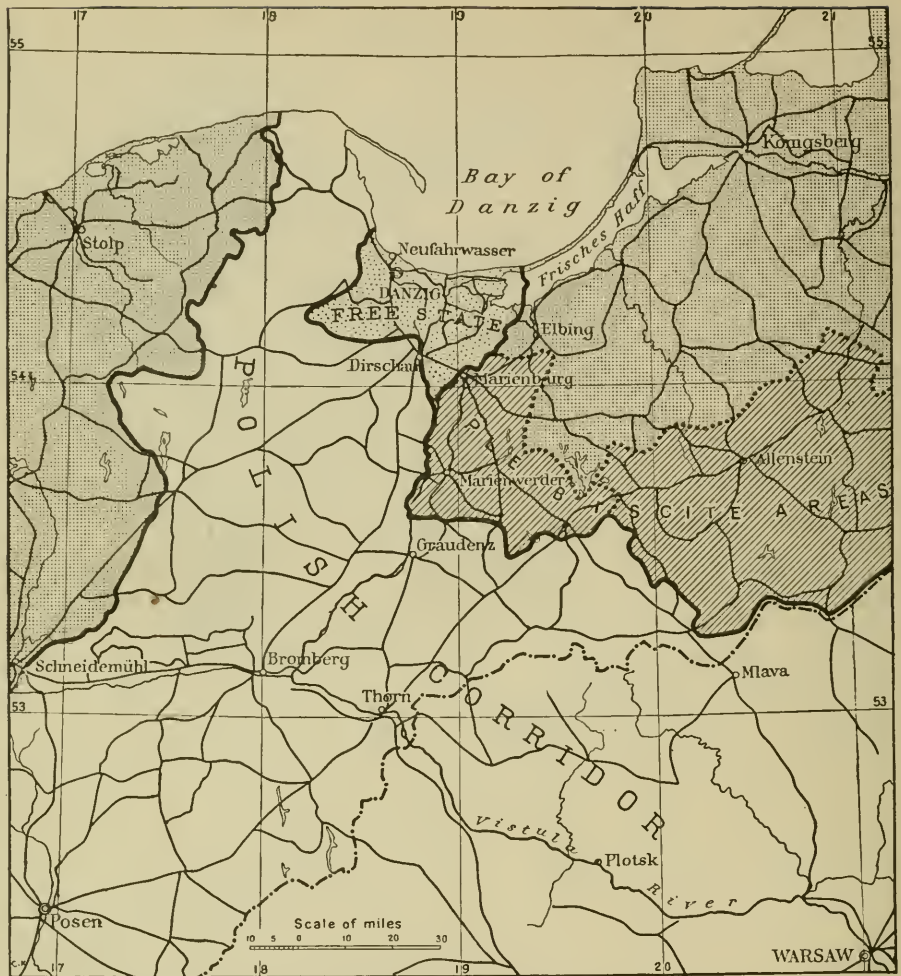 17 18 19 20 21
55 55
Königsberg
Bay of
Danzig
Stolp
Frisches Haff
Neufahrwasser
DANZIG
FREE STATE
Elbing
Dirschau
54
Marienburg
POLISH CORRIDOR
PLEBISCITE AREAS
Allenstein
Marienwerder
Graudenz
Schneidemühl
Bromberg
Mlava
Thorn
53 53
Vistula River
Plotsk
Posen
Scale of miles
10 5 0 10 20 30
WARSAW
17 18 19 20